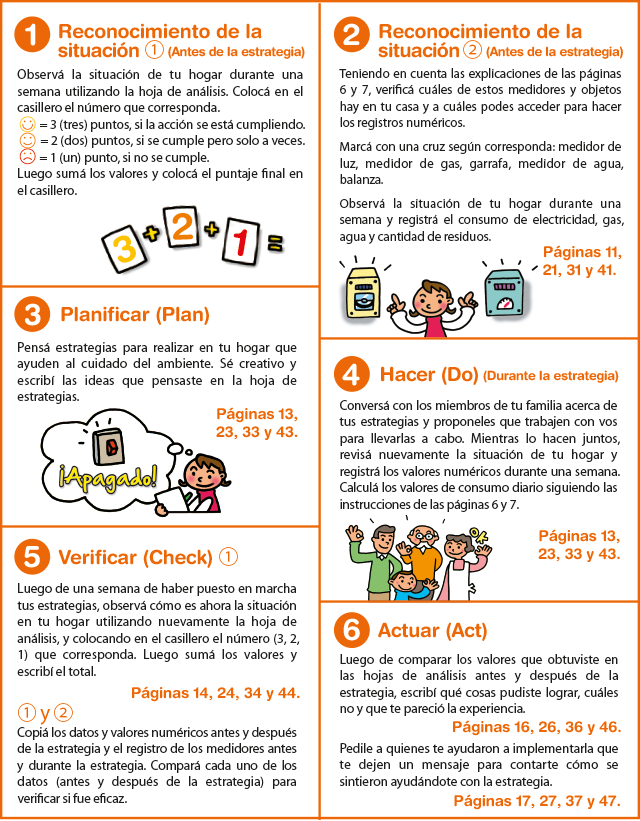 1 Reconocimiento de la
situación ① (Antes de la estrategia)
Observá la situación de tu hogar durante una
semana utilizando la hoja de análisis. Colocá en el
casillero el número que corresponda.
= 3 (tres) puntos, si la acción se está cumpliendo.
= 2 (dos) puntos, si se cumple pero solo a veces.
= 1 (un) punto, si no se cumple.
Luego sumá los valores y colocá el puntaje final en
el casillero.
3 + 2 + 1 =
2 Reconocimiento de la
situación ② (Antes de la estrategia)
Teniendo en cuenta las explicaciones de las páginas
6 y 7, verificá cuáles de estos medidores y objetos
hay en tu casa y a cuáles podes acceder para hacer
los registros numéricos.
Marcá con una cruz según corresponda: medidor de
luz, medidor de gas, garrafa, medidor de agua,
balanza.
Observá la situación de tu hogar durante una
semana y registrá el consumo de electricidad, gas,
agua y cantidad de residuos.
Páginas 11,
21, 31 y 41.
3 Planificar (Plan)
Pensá estrategias para realizar en tu hogar que
ayuden al cuidado del ambiente. Sé creativo y
escribí las ideas que pensaste en la hoja de
estrategias.
Páginas 13,
23, 33 y 43.
¡Apagado!
4 Hacer (Do) (Durante la estrategia)
Conversá con los miembros de tu familia acerca de
tus estrategias y proponeles que trabajen con vos
para llevarlas a cabo. Mientras lo hacen juntos,
revisá nuevamente la situación de tu hogar y
registrá los valores numéricos durante una semana.
Calculá los valores de consumo diario siguiendo las
instrucciones de las páginas 6 y 7.
%
Páginas 13,
23, 33 y 43.
5 Verificar (Check) ①
Luego de una semana de haber puesto en marcha
tus estrategias, observá cómo es ahora la situación
en tu hogar utilizando nuevamente la hoja de
análisis, y colocando en el casillero el número (3, 2,
1) que corresponda. Luego sumá los valores y
escribí el total.
Páginas 14, 24, 34 y 44.
① y ②
Copiá los datos y valores numéricos antes y después
de la estrategia y el registro de los medidores antes
y durante la estrategia. Compará cada uno de los
datos (antes y después de la estrategia) para
verificar si fue eficaz.
6 Actuar (Act)
Luego de comparar los valores que obtuviste en
las hojas de análisis antes y después de la
estrategia, escribí qué cosas pudiste lograr, cuáles
no y que te pareció la experiencia.
Páginas 16, 26, 36 y 46.
Pedile a quienes te ayudaron a implementarla que
te dejen un mensaje para contarte cómo se
sintieron ayudándote con la estrategia.
Páginas 17, 27, 37 y 47.